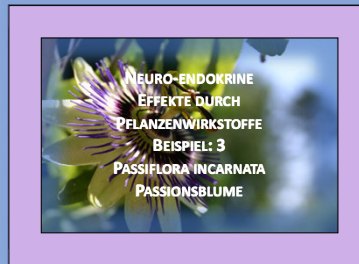 Neuro-endokrine
Effekte durch
Pflanzenwirkstoffe
Beispiel: 3
Passiflora incarnata
Passionsblume